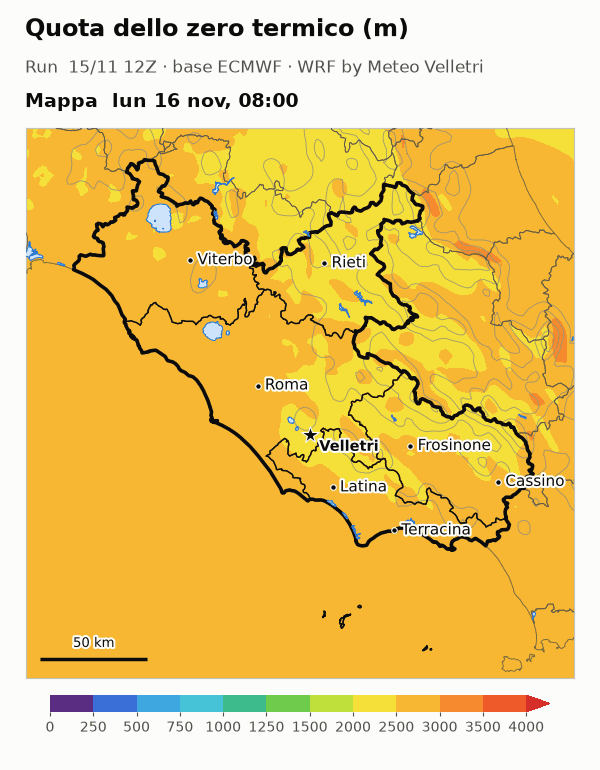 Quota dello zero termico (m)
Run  15/11 12Z · base ECMWF · WRF by Meteo Velletri
Mappa  lun 16 nov, 08:00
Viterbo
Rieti
Roma
Velletri
Frosinone
Cassino
Latina
Terracina
50 km
0 250 500 750 1000 1250 1500 2000 2500 3000 3500 4000